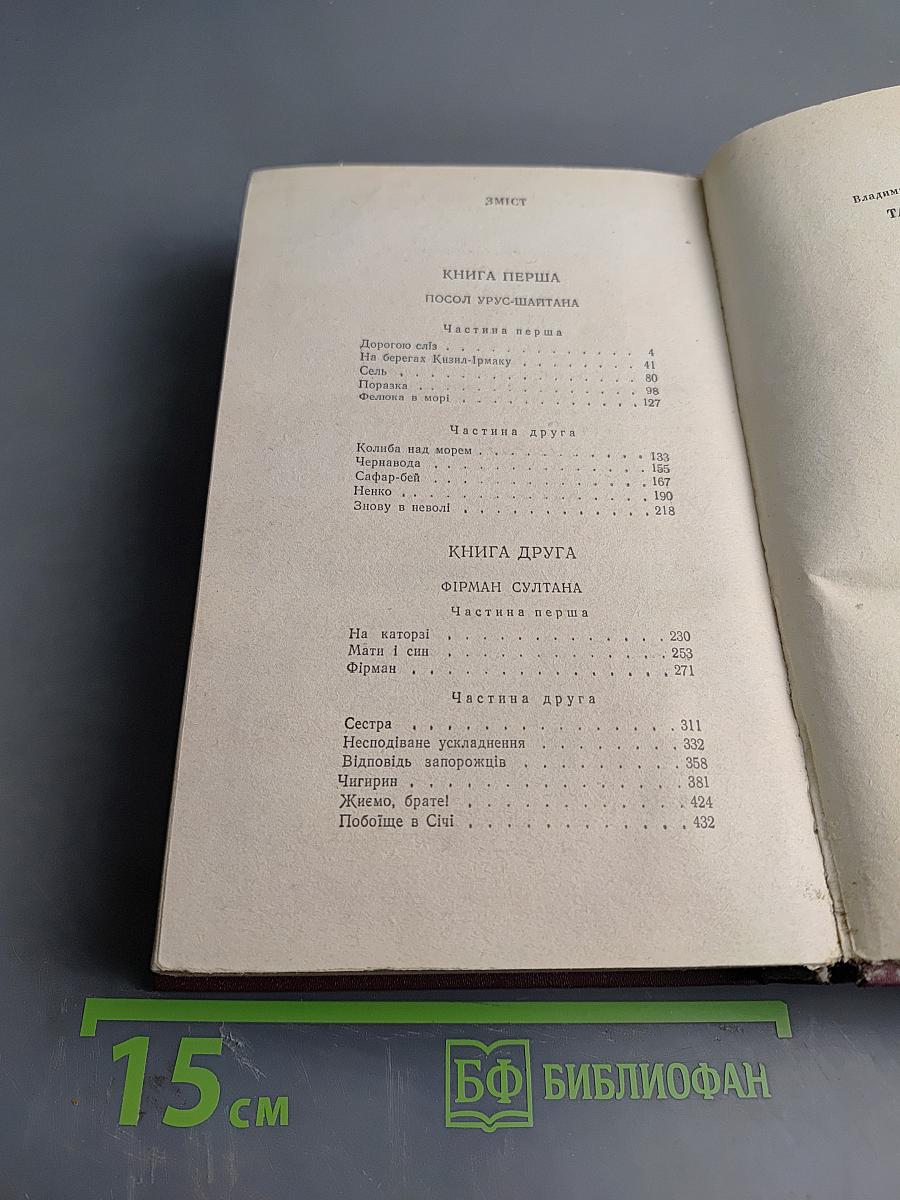 ЗМІСТ
КНИГА ПЕРША
ПОСОЛ УРУС-ШАЙТАНА
Частина перша
Дорогою сліз . . . . . . . . . . . . . 4
На берегах Кизил-Ірмаку . . . . . . . . 41
Сель . . . . . . . . . . . . . . . 80
Поразка . . . . . . . . . . . . . . 98
Фелюка в морі . . . . . . . . . . . . 127
Частина друга
Колиба над морем . . . . . . . . . . . 133
Чернавода . . . . . . . . . . . . . 155
Сафар-бей . . . . . . . . . . . . . 167
Ненко . . . . . . . . . . . . . . . 190
Знову в неволі . . . . . . . . . . . . 218
КНИГА ДРУГА
ФІРМАН СУЛТАНА
Частина перша
На каторзі . . . . . . . . . . . . . 230
Мати і син . . . . . . . . . . . . . 253
Фірман . . . . . . . . . . . . . . . 271
Частина друга
Сестра . . . . . . . . . . . . . . . 311
Несподіване ускладнення . . . . . . . . 332
Відповідь запорожців . . . . . . . . . 358
Чигирин . . . . . . . . . . . . . . . 381
Жиємо, брате! . . . . . . . . . . . . 424
Побоїще в Січі . . . . . . . . . . . . 432
15 см
БФ БИБЛИОФАН